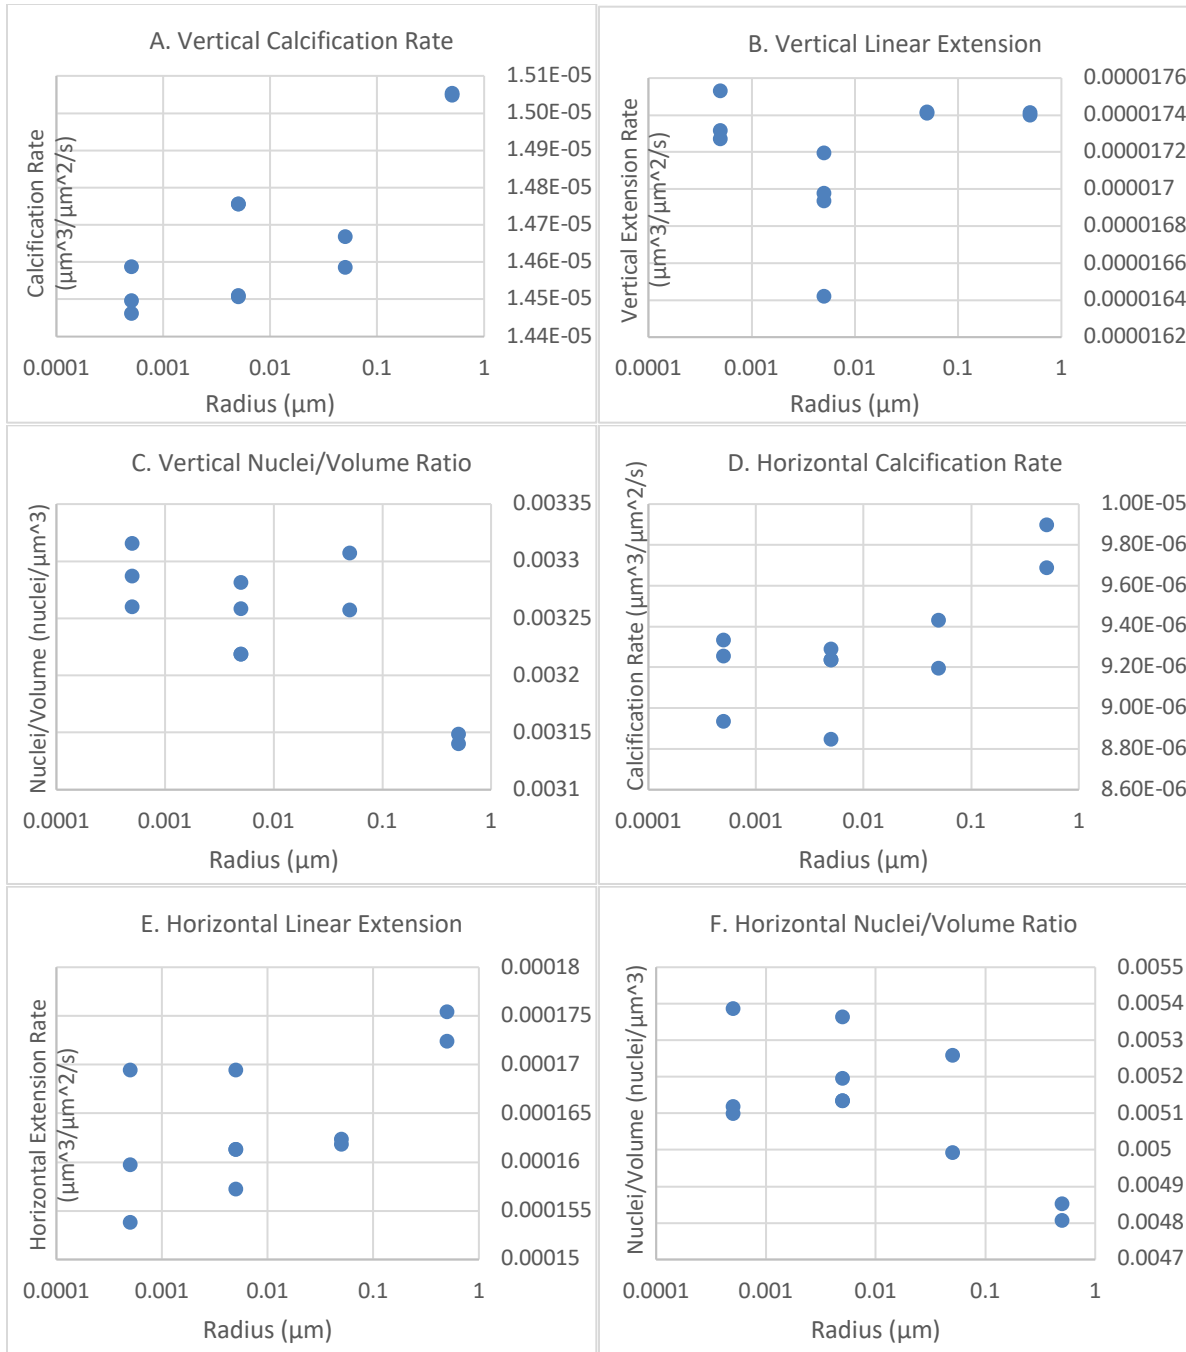 A. Vertical Calcification Rate
Calcification Rate
(µm^3/µm^2/s)
1.51E-05
1.50E-05
1.49E-05
1.48E-05
1.47E-05
1.46E-05
1.45E-05
1.44E-05
0.0001 0.001 0.01 0.1 1
Radius (µm)
B. Vertical Linear Extension
Vertical Extension Rate
(µm^3/µm^2/s)
0.0000176
0.0000174
0.0000172
0.000017
0.0000168
0.0000166
0.0000164
0.0000162
0.0001 0.001 0.01 0.1 1
Radius (µm)
C. Vertical Nuclei/Volume Ratio
Nuclei/Volume (nuclei/µm^3)
0.00335
0.0033
0.00325
0.0032
0.00315
0.0031
0.0001 0.001 0.01 0.1 1
Radius (µm)
D. Horizontal Calcification Rate
Calcification Rate (µm^3/µm^2/s)
1.00E-05
9.80E-06
9.60E-06
9.40E-06
9.20E-06
9.00E-06
8.80E-06
8.60E-06
0.0001 0.001 0.01 0.1 1
Radius (µm)
E. Horizontal Linear Extension
Horizontal Extension Rate
(µm^3/µm^2/s)
0.00018
0.000175
0.00017
0.000165
0.00016
0.000155
0.00015
0.0001 0.001 0.01 0.1 1
Radius (µm)
F. Horizontal Nuclei/Volume Ratio
Nuclei/Volume (nuclei/µm^3)
0.0055
0.0054
0.0053
0.0052
0.0051
0.005
0.0049
0.0048
0.0047
0.0001 0.001 0.01 0.1 1
Radius (µm)